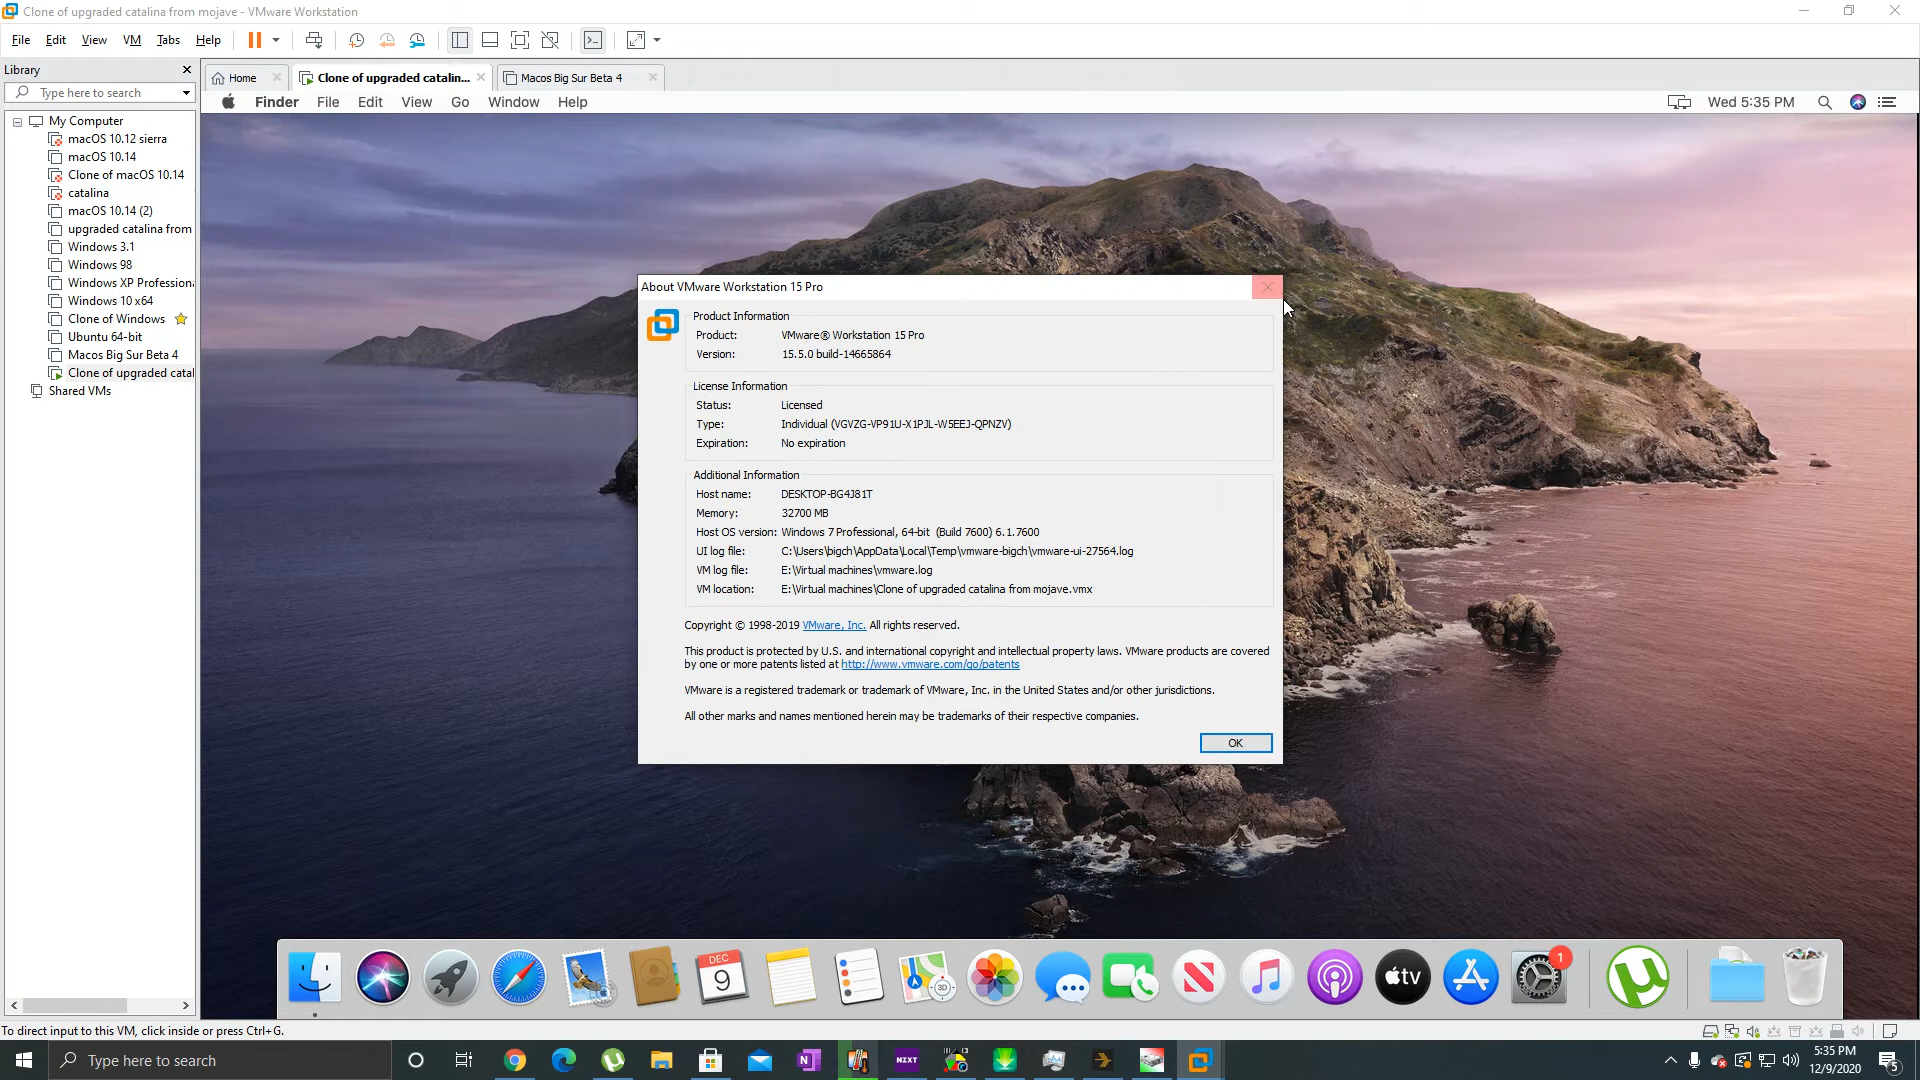 Clone of upgraded catalina from mojave - VMware Workstation
File Edit View VM Tabs Help
Library
Type here to search
My Computer
macOS 10.12 sierra
macOS 10.14
Clone of macOS 10.14
catalina
macOS 10.14 (2)
upgraded catalina from
Windows 3.1
Windows 98
Windows XP Professiona
Windows 10 x64
Clone of Windows
Ubuntu 64-bit
Macos Big Sur Beta 4
Clone of upgraded catal
Shared VMs
Home
Clone of upgraded catalin...
Macos Big Sur Beta 4
Finder File Edit View Go Window Help
Wed 5:35 PM
About VMware Workstation 15 Pro
Product Information
Product: VMware® Workstation 15 Pro
Version: 15.5.0 build-14665864
License Information
Status: Licensed
Type: Individual (VGVZG-VP91U-X1PJL-W5EEJ-QPNZV)
Expiration: No expiration
Additional Information
Host name: DESKTOP-BG4J81T
Memory: 32700 MB
Host OS version: Windows 7 Professional, 64-bit (Build 7600) 6.1.7600
UI log file: C:\Users\bigch\AppData\Local\Temp\vmware-bigch\vmware-ui-27564.log
VM log file: E:\Virtual machines\vmware.log
VM location: E:\Virtual machines\Clone of upgraded catalina from mojave.vmx
Copyright © 1998-2019 VMware, Inc. All rights reserved.
This product is protected by U.S. and international copyright and intellectual property laws. VMware products are covered
by one or more patents listed at http://www.vmware.com/go/patents
VMware is a registered trademark or trademark of VMware, Inc. in the United States and/or other jurisdictions.
All other marks and names mentioned herein may be trademarks of their respective companies.
OK
DEC
9
3D
tv
1
To direct input to this VM, click inside or press Ctrl+G.
Type here to search
NZXT
5:35 PM
12/9/2020
5